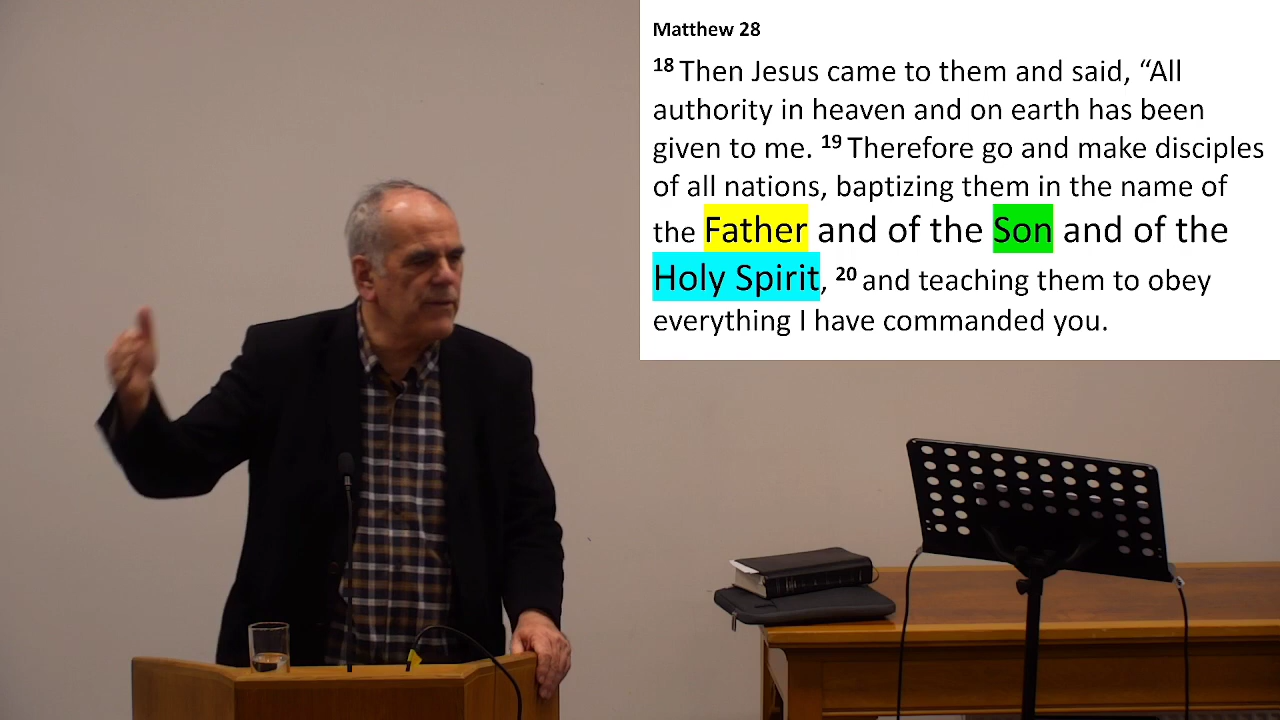 Matthew 28
18 Then Jesus came to them and said, “All
authority in heaven and on earth has been
given to me. 19 Therefore go and make disciples
of all nations, baptizing them in the name of
the Father and of the Son and of the
Holy Spirit, 20 and teaching them to obey
everything I have commanded you.